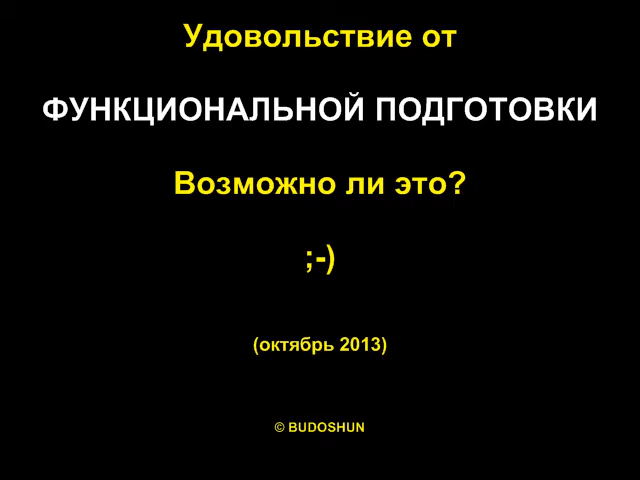 Удовольствие от
ФУНКЦИОНАЛЬНОЙ ПОДГОТОВКИ
Возможно ли это?
;-)
(октябрь 2013)
© BUDOSHUN